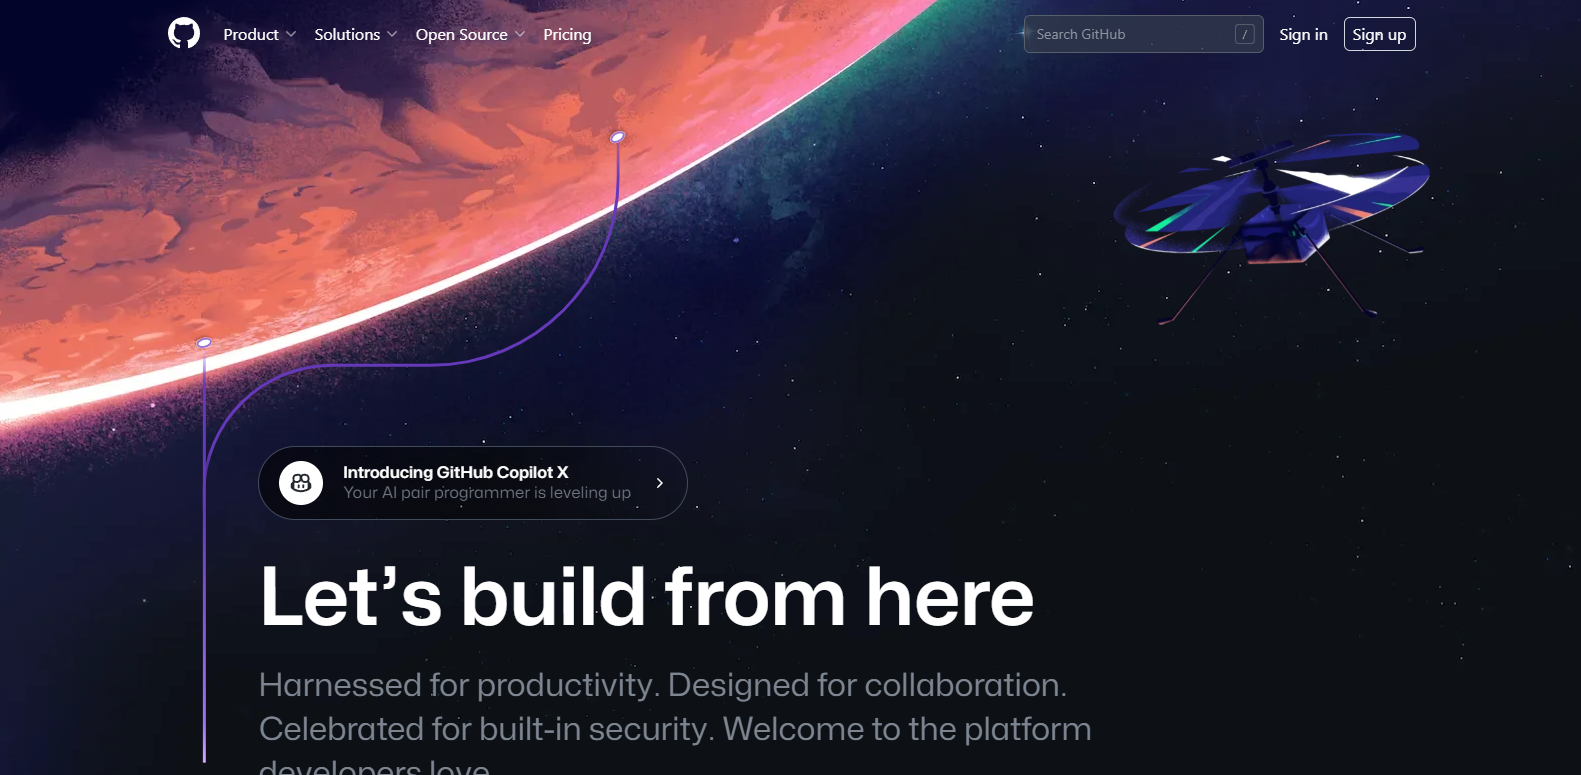 Product
Solutions
Open Source
Pricing
Search GitHub
/
Sign in
Sign up
Introducing GitHub Copilot X
Your AI pair programmer is leveling up
Let’s build from here
Harnessed for productivity. Designed for collaboration.
Celebrated for built-in security. Welcome to the platform
developers love.